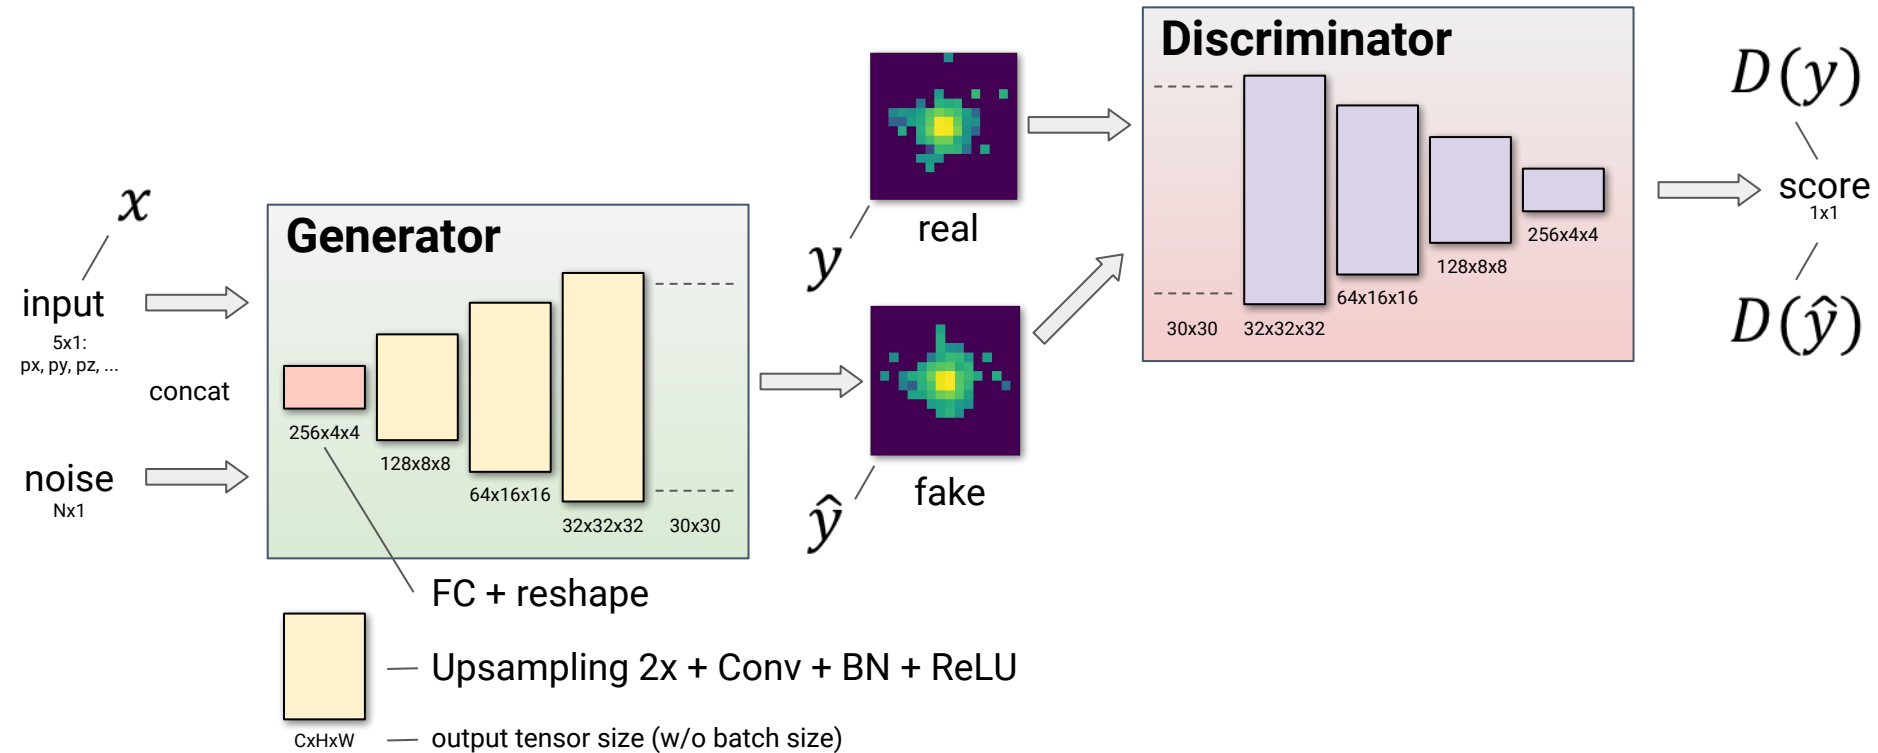 x
input
5x1:
px, py, pz, ...
concat
noise
Nx1
Generator
256x4x4
128x8x8
64x16x16
32x32x32
30x30
FC + reshape
Upsampling 2x + Conv + BN + ReLU
CxHxW
output tensor size (w/o batch size)
real
y
fake
ŷ
Discriminator
30x30
32x32x32
64x16x16
128x8x8
256x4x4
D(y)
score
1x1
D(ŷ)